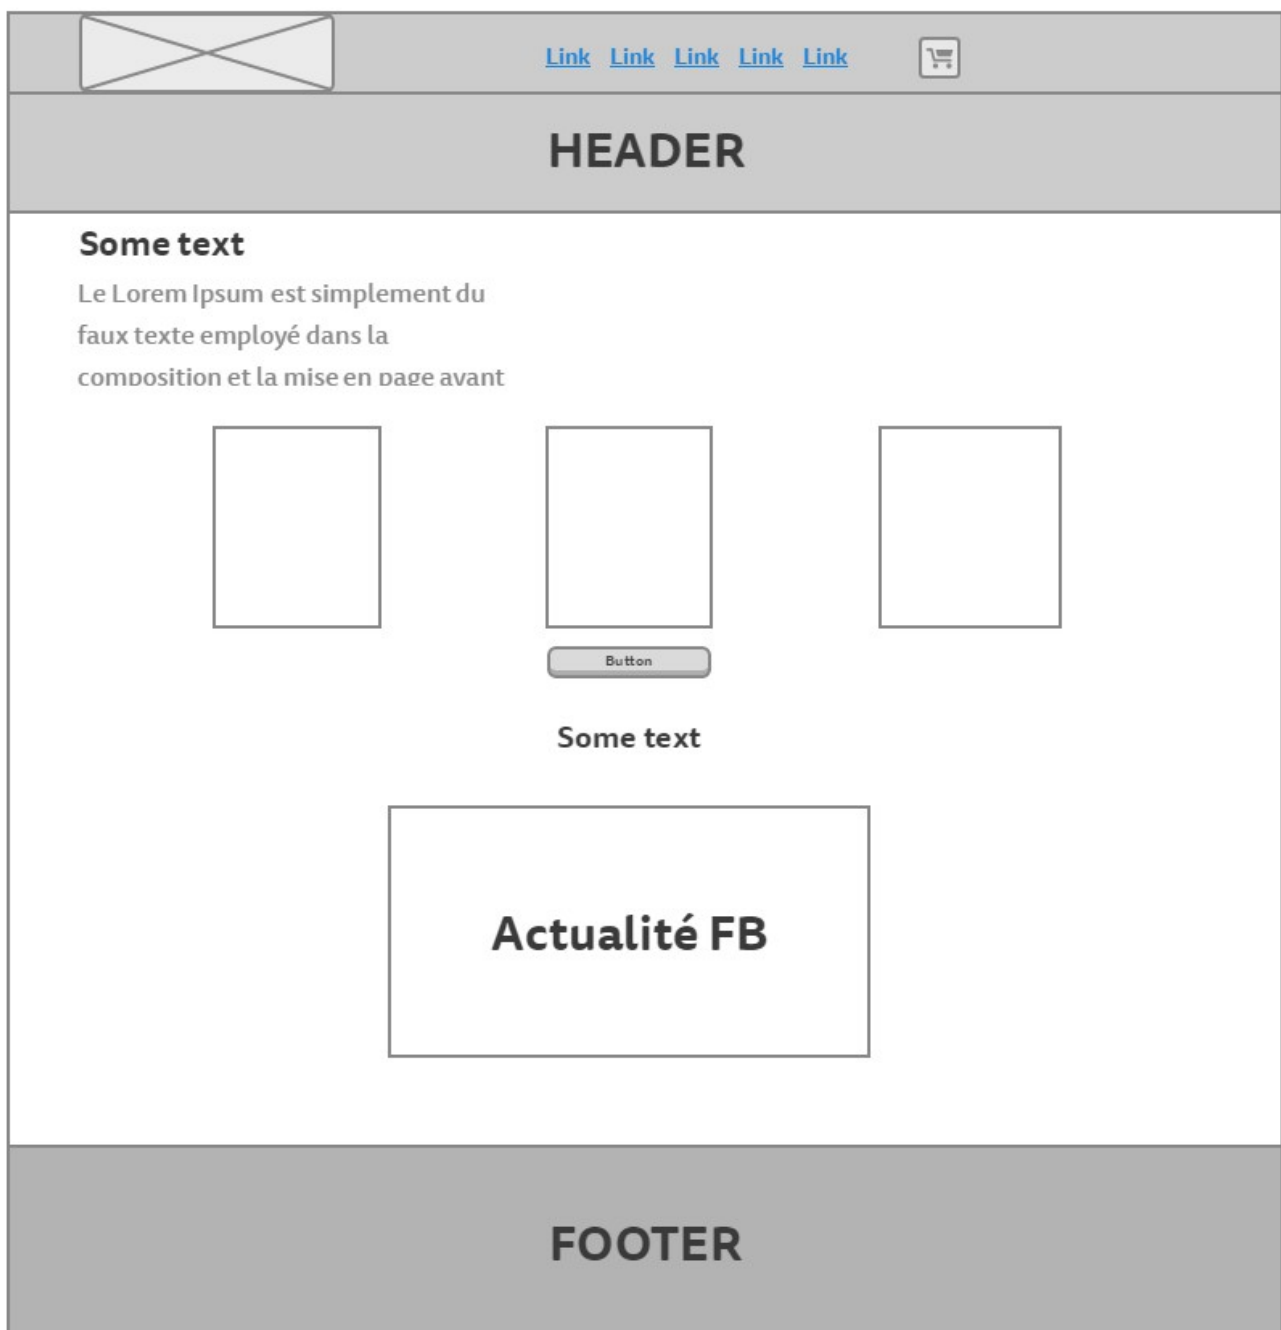 Link Link Link Link Link
HEADER
Some text
Le Lorem Ipsum est simplement du
faux texte employé dans la
composition et la mise en page avant
Button
Some text
Actualité FB
FOOTER